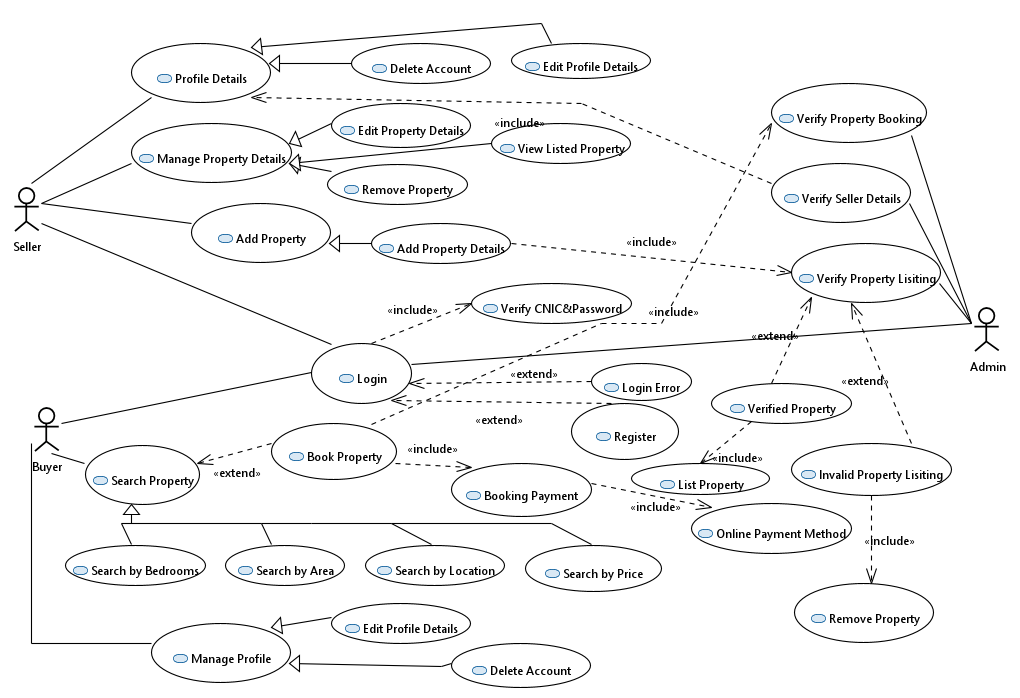 Profile Details
Delete Account
Edit Profile Details
Edit Property Details
«include»
Verify Property Booking
Manage Property Details
View Listed Property
Remove Property
Verify Seller Details
Seller
Add Property
Add Property Details
«include»
Verify Property Lisiting
«include»
Verify CNIC&Password
«include»
«extend»
Admin
Login
«extend»
Login Error
«extend»
Verified Property
«extend»
Register
Buyer
Search Property
«extend»
Book Property
«include»
«include»
List Property
Invalid Property Lisiting
Booking Payment
«include»
Online Payment Method
«include»
Search by Bedrooms
Search by Area
Search by Location
Search by Price
Remove Property
Edit Profile Details
Manage Profile
Delete Account